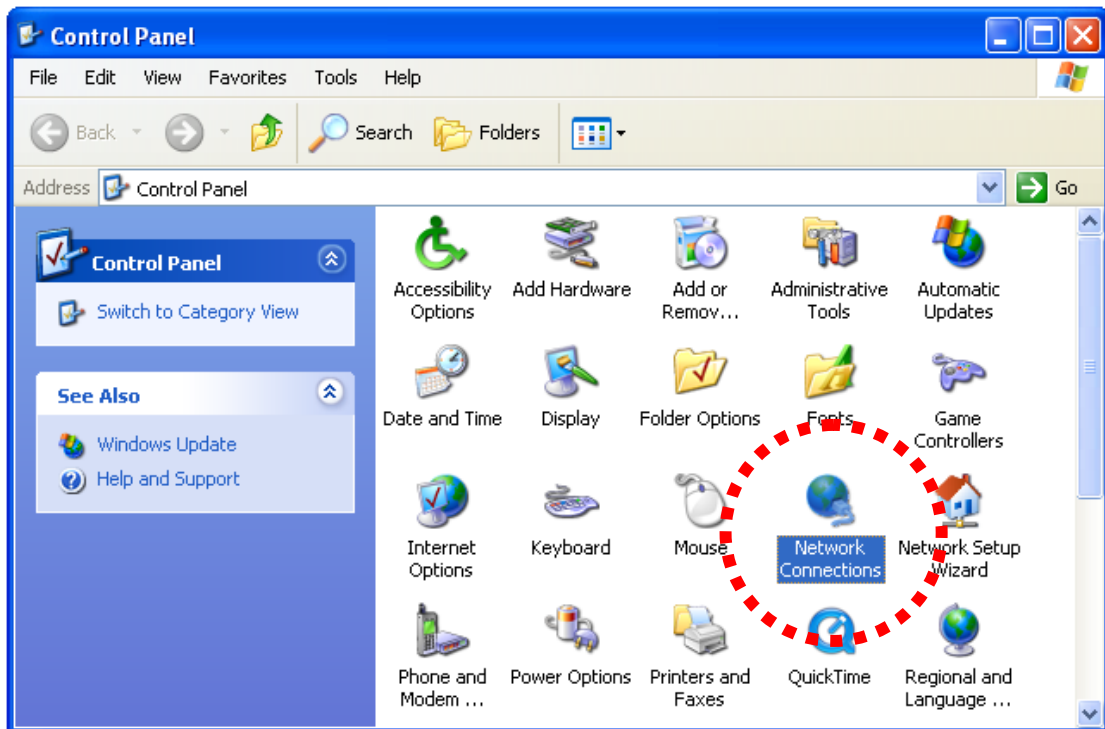 Control Panel
File Edit View Favorites Tools Help
Back Search Folders
Address Control Panel Go
Control Panel
Switch to Category View
See Also
Windows Update
Help and Support
Accessibility
Options
Add Hardware
Add or
Remov...
Administrative
Tools
Automatic
Updates
Date and Time
Display
Folder Options
Fonts
Game
Controllers
Internet
Options
Keyboard
Mouse
Network
Connections
Network Setup
Wizard
Phone and
Modem ...
Power Options
Printers and
Faxes
QuickTime
Regional and
Language ...